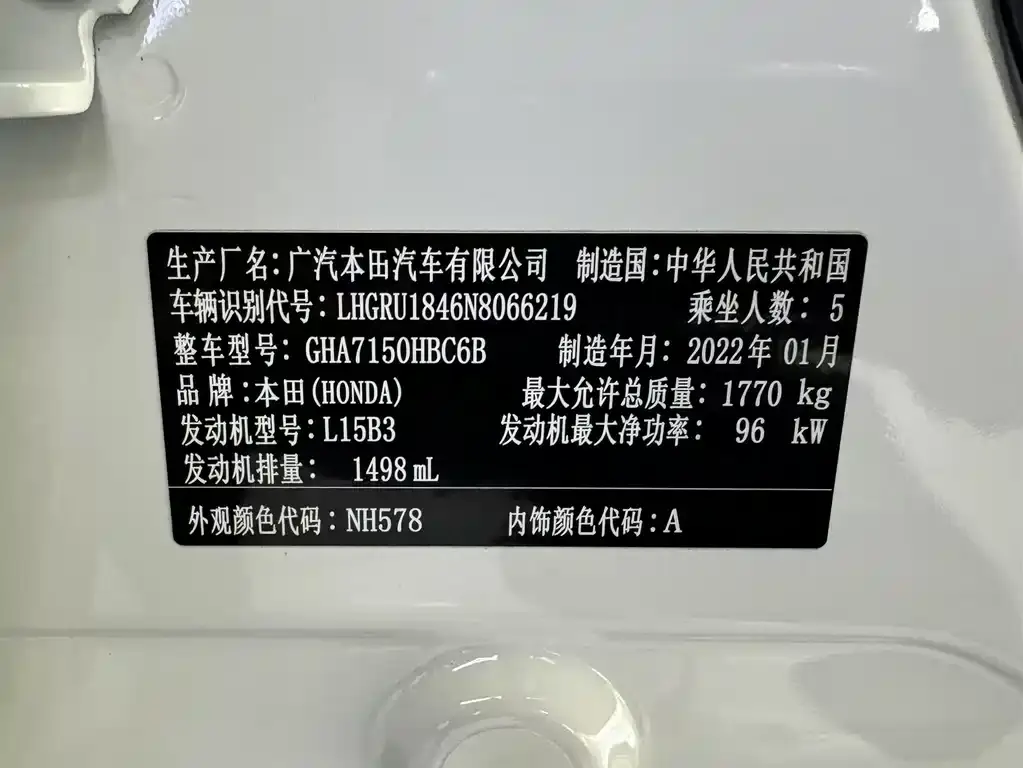 生产厂名:广汽本田汽车有限公司 制造国:中华人民共和国
车辆识别代号:LHGRU1846N8066219 乘坐人数: 5
整车型号: GHA7150HBC6B 制造年月: 2022年 01月
品 牌:本田(HONDA) 最大允许总质量: 1770 kg
发动机型号:L15B3 发动机最大净功率: 96 kW
发动机排量: 1498 mL
外观颜色代码:NH578 内饰颜色代码:A